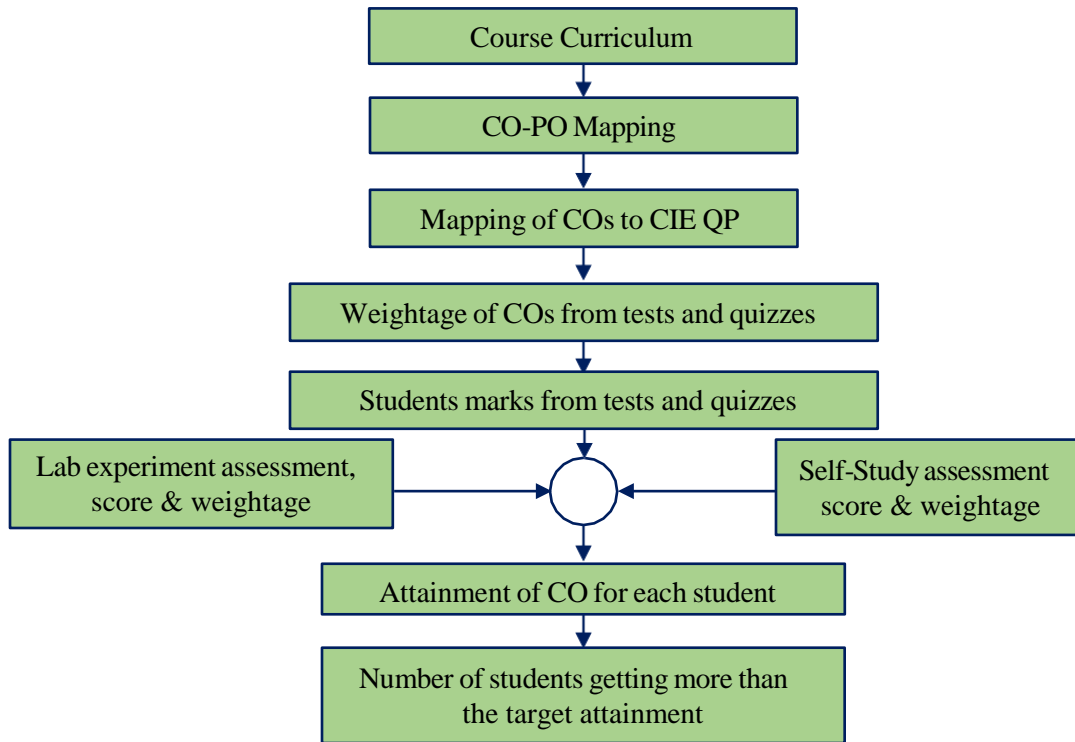 Course Curriculum
CO-PO Mapping
Mapping of COs to CIE QP
Weightage of COs from tests and quizzes
Students marks from tests and quizzes
Lab experiment assessment,
score & weightage
Self-Study assessment
score & weightage
Attainment of CO for each student
Number of students getting more than
the target attainment